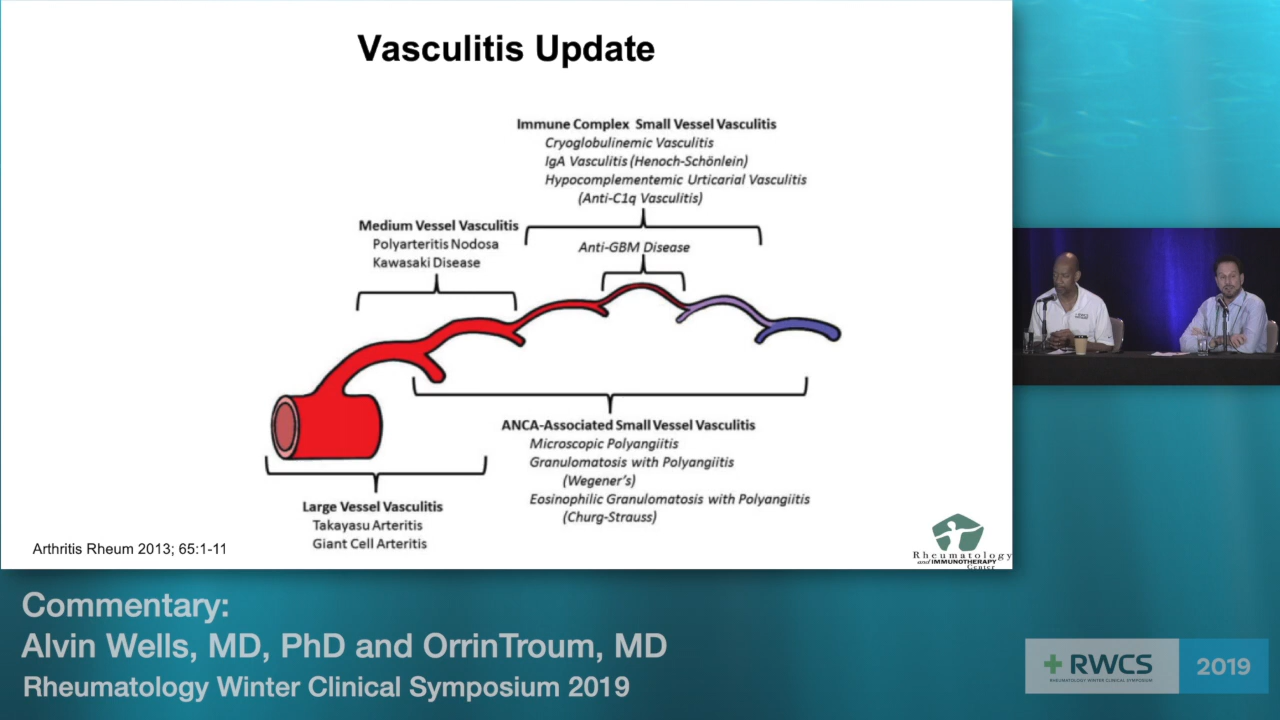 Vasculitis Update
Immune Complex Small Vessel Vasculitis
Cryoglobulinemic Vasculitis
IgA Vasculitis (Henoch-Schönlein)
Hypocomplementemic Urticarial Vasculitis
(Anti-C1q Vasculitis)
Medium Vessel Vasculitis
Polyarteritis Nodosa
Kawasaki Disease
Anti-GBM Disease
ANCA-Associated Small Vessel Vasculitis
Microscopic Polyangiitis
Granulomatosis with Polyangiitis
(Wegener's)
Eosinophilic Granulomatosis with Polyangiitis
(Churg-Strauss)
Large Vessel Vasculitis
Takayasu Arteritis
Giant Cell Arteritis
Arthritis Rheum 2013; 65:1-11
Rheumatology
and IMMUNOTHERAPY
Center
Commentary:
Alvin Wells, MD, PhD and OrrinTroum, MD
Rheumatology Winter Clinical Symposium 2019
RWCS
RHEUMATOLOGY WINTER CLINICAL SYMPOSIUM
2019